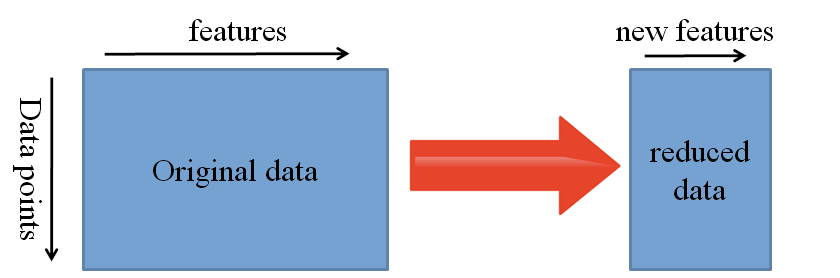 features
new features
Data points
Original data
reduced
data